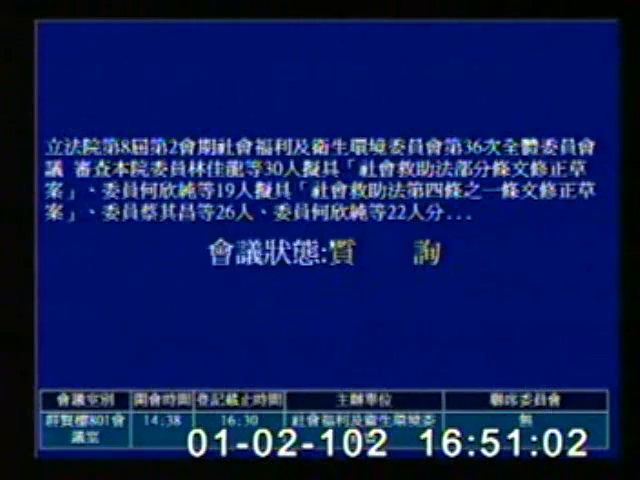 立法院第8屆第2會期社會福利及衛生環境委員會第36次全體委員會
議 審查本院委員林佳龍等30人擬具「社會救助法部分條文修正草
案」、委員何欣純等19人擬具「社會救助法第四條之一條文修正草
案」、委員蔡其昌等26人、委員何欣純等22人分...
會議狀態:質 詢
會議室別 開會時間 登記截止時間 主辦單位 聯席委員會
群賢樓801會 14:38 16:30 社會福利及衛生環境委 無
議室
01-02-102 16:51:02